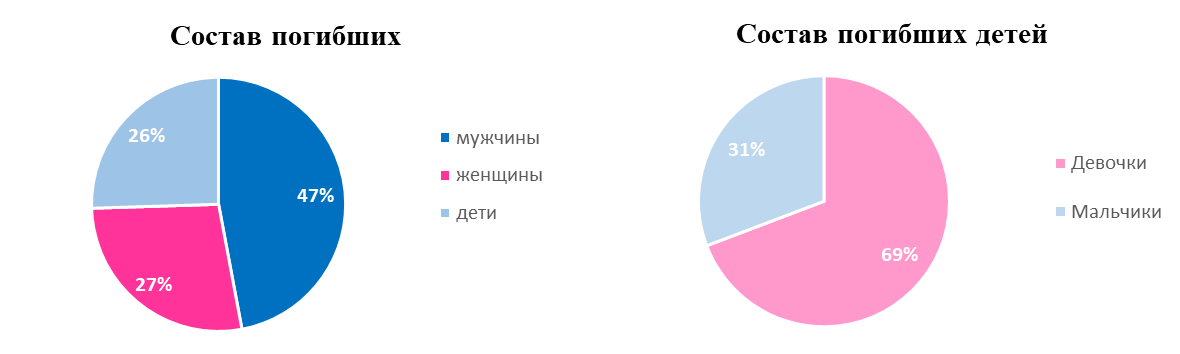 Состав погибших
26%
47%
27%
мужчины
женщины
дети
Состав погибших детей
31%
69%
Девочки
Мальчики